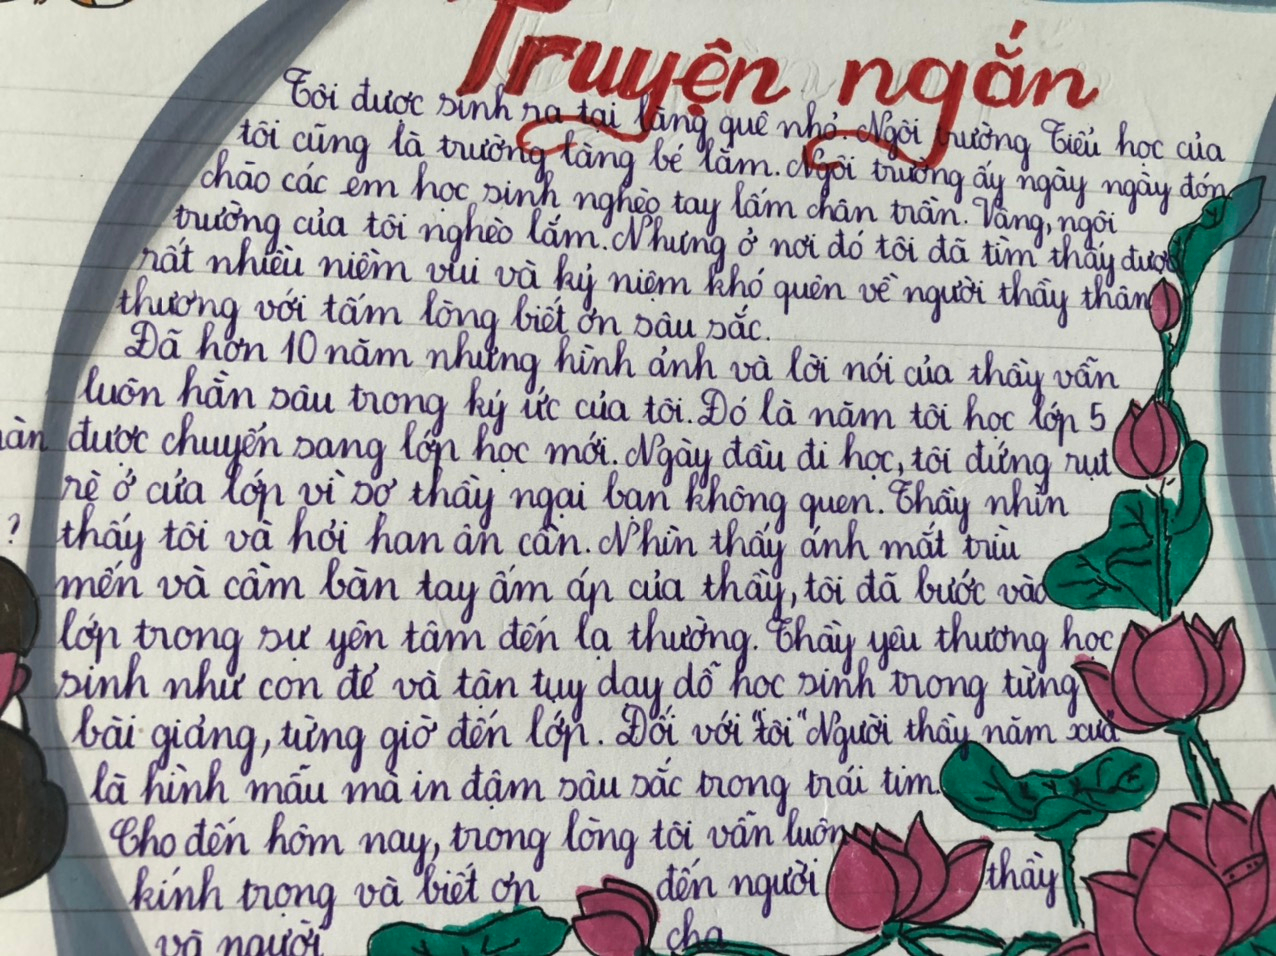 Truyện ngắn
Tôi được sinh ra tại làng quê nhỏ. Ngôi trường Tiểu học của
tôi cũng là trường làng bé lắm. Ngôi trường ấy ngày ngày đón
chào các em học sinh nghèo tay lấm chân trần. Vâng, ngôi
trường của tôi nghèo lắm. Nhưng ở nơi đó tôi đã tìm thấy được
rất nhiều niềm vui và kỷ niệm khó quên về người thầy thân
thương với tấm lòng biết ơn sâu sắc.
Đã hơn 10 năm nhưng hình ảnh và lời nói của thầy vẫn
luôn hằn sâu trong ký ức của tôi. Đó là năm tôi học lớp 5
được chuyển sang lớp học mới. Ngày đầu đi học, tôi đứng rụt
rè ở cửa lớp vì sợ thầy ngại bạn không quen. Thầy nhìn
? thấy tôi và hỏi han ân cần. Nhìn thấy ánh mắt trìu
mến và cầm bàn tay ấm áp của thầy, tôi đã bước vào
lớp trong sự yên tâm đến lạ thường. Thầy yêu thương học
sinh như con đẻ và tận tụy dạy dỗ học sinh trong từng
bài giảng, từng giờ đến lớp. Đối với "tôi" Người thầy năm xưa
là hình mẫu mà in đậm sâu sắc trong trái tim.
Cho đến hôm nay, trong lòng tôi vẫn luôn
kính trọng và biết ơn đến người thầy
và người cha